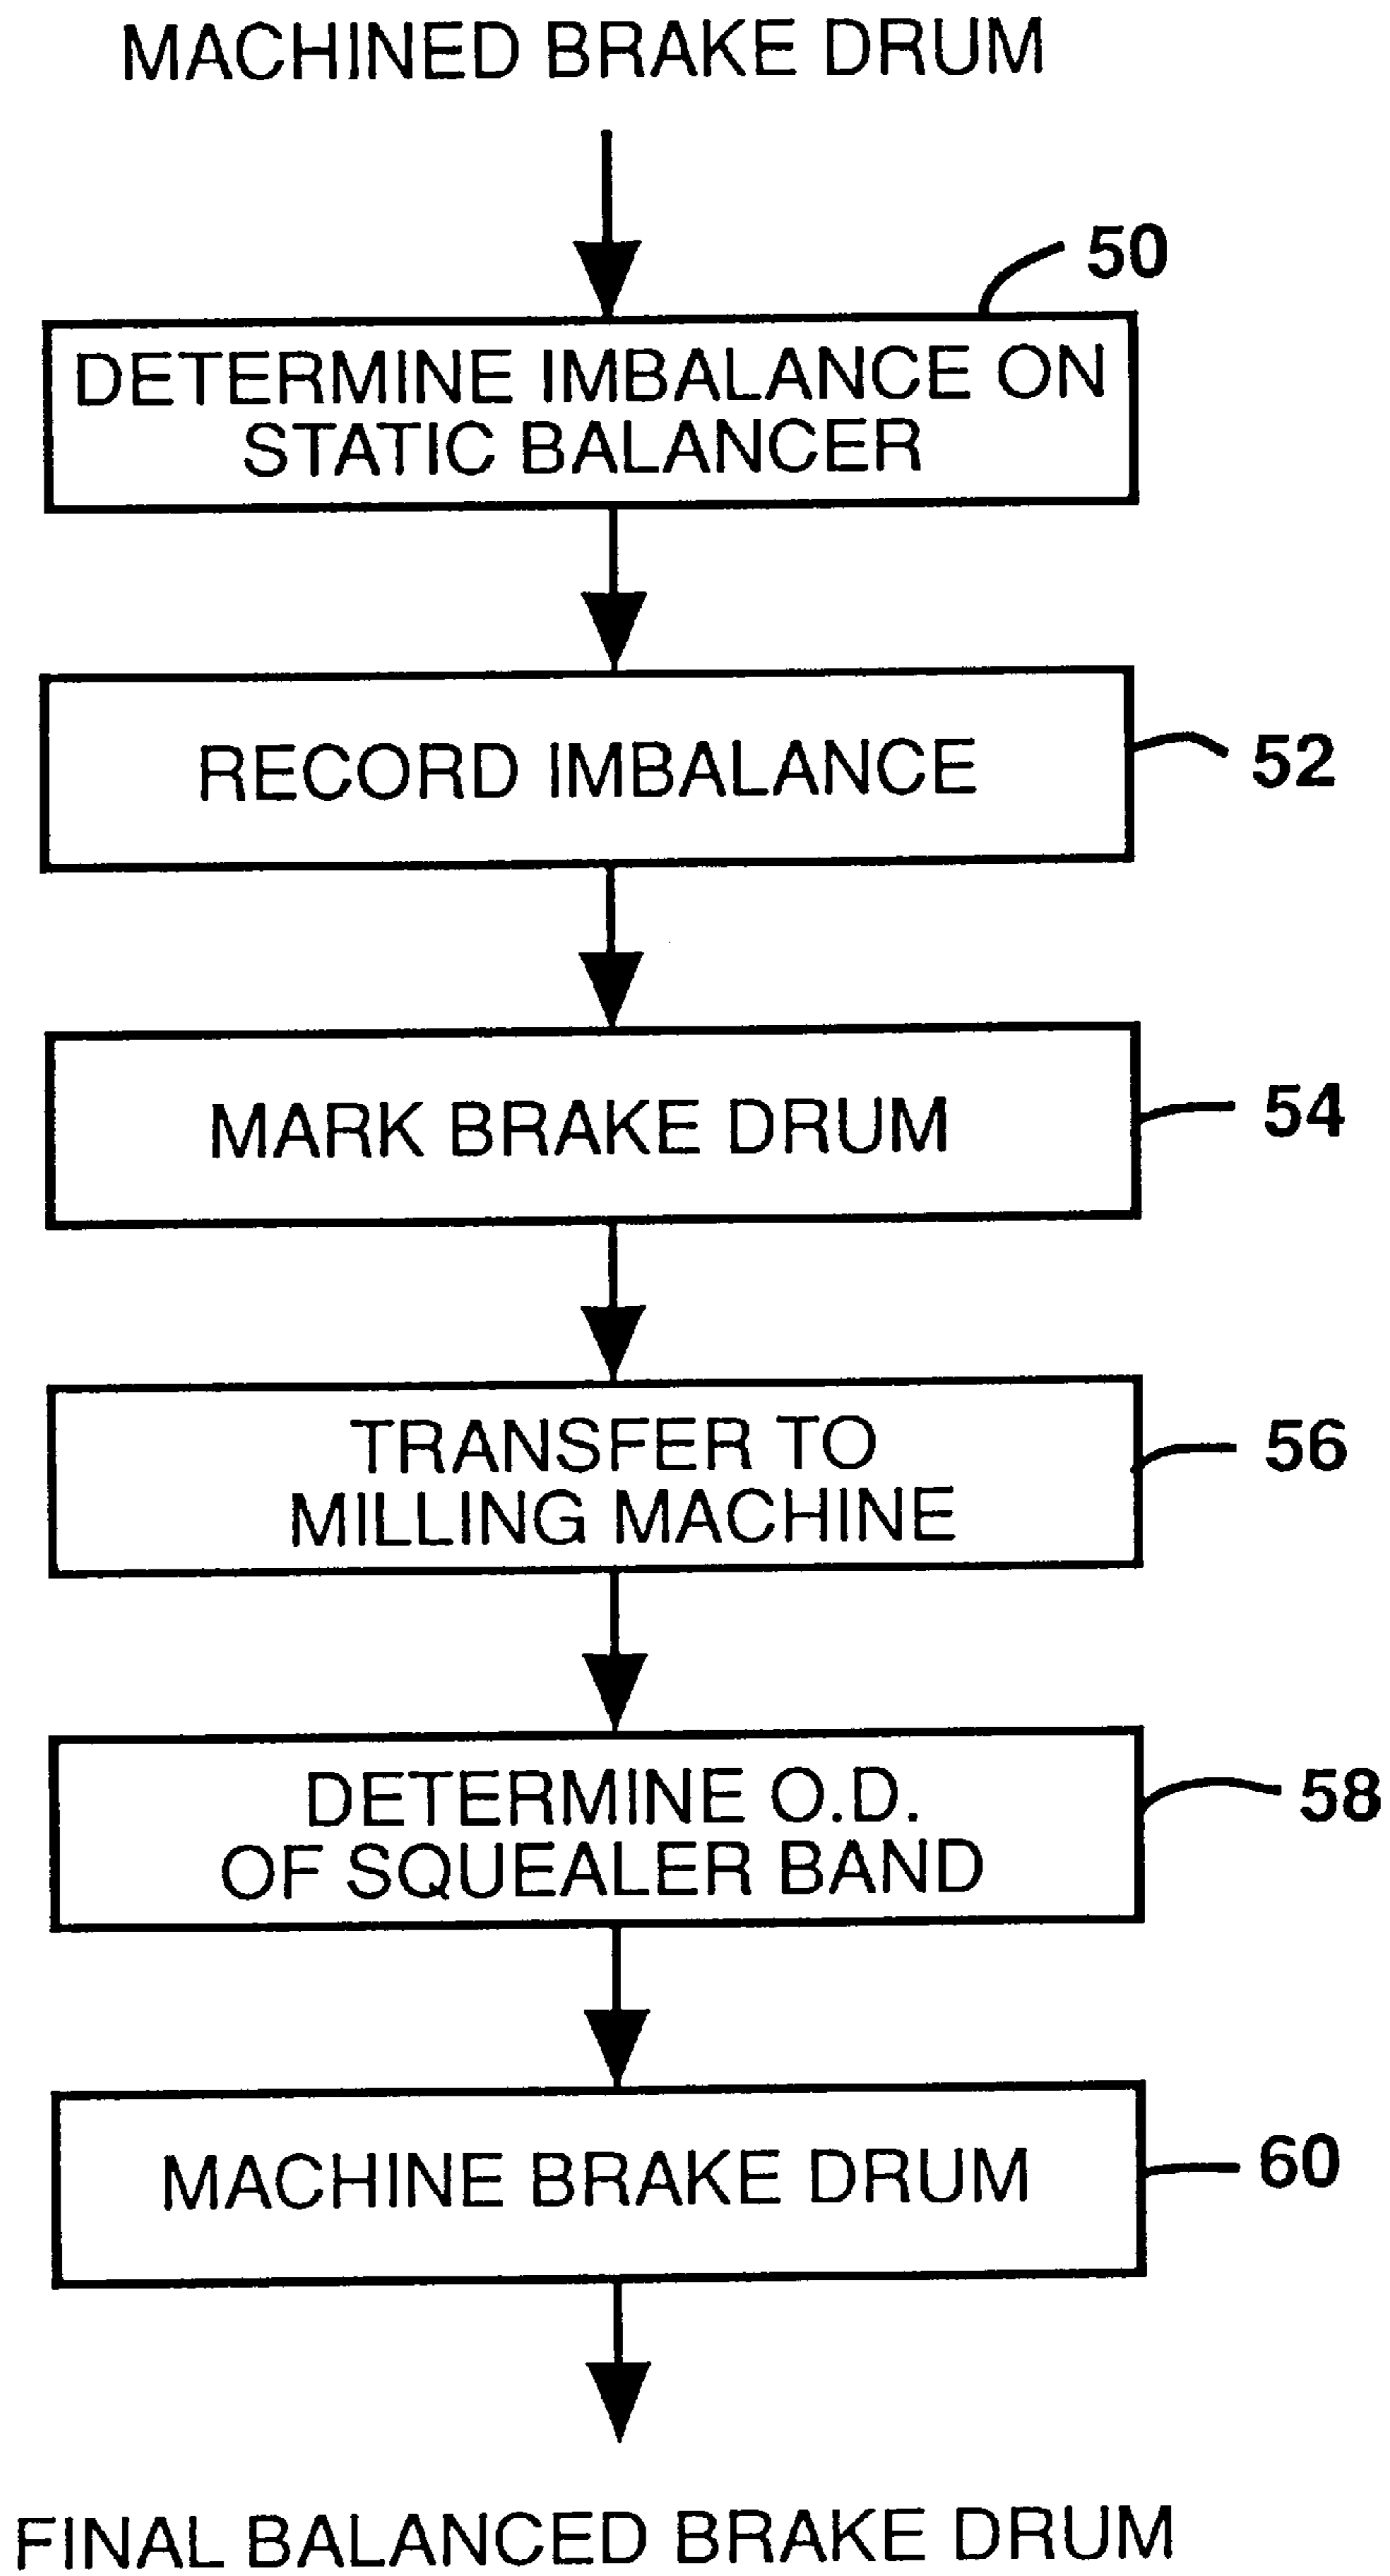 MACHINED BRAKE DRUM
50
DETERMINE IMBALANCE ON
STATIC BALANCER
RECORD IMBALANCE
52
MARK BRAKE DRUM
54
TRANSFER TO
MILLING MACHINE
56
DETERMINE O.D.
OF SQUEALER BAND
58
MACHINE BRAKE DRUM
60
FINAL BALANCED BRAKE DRUM